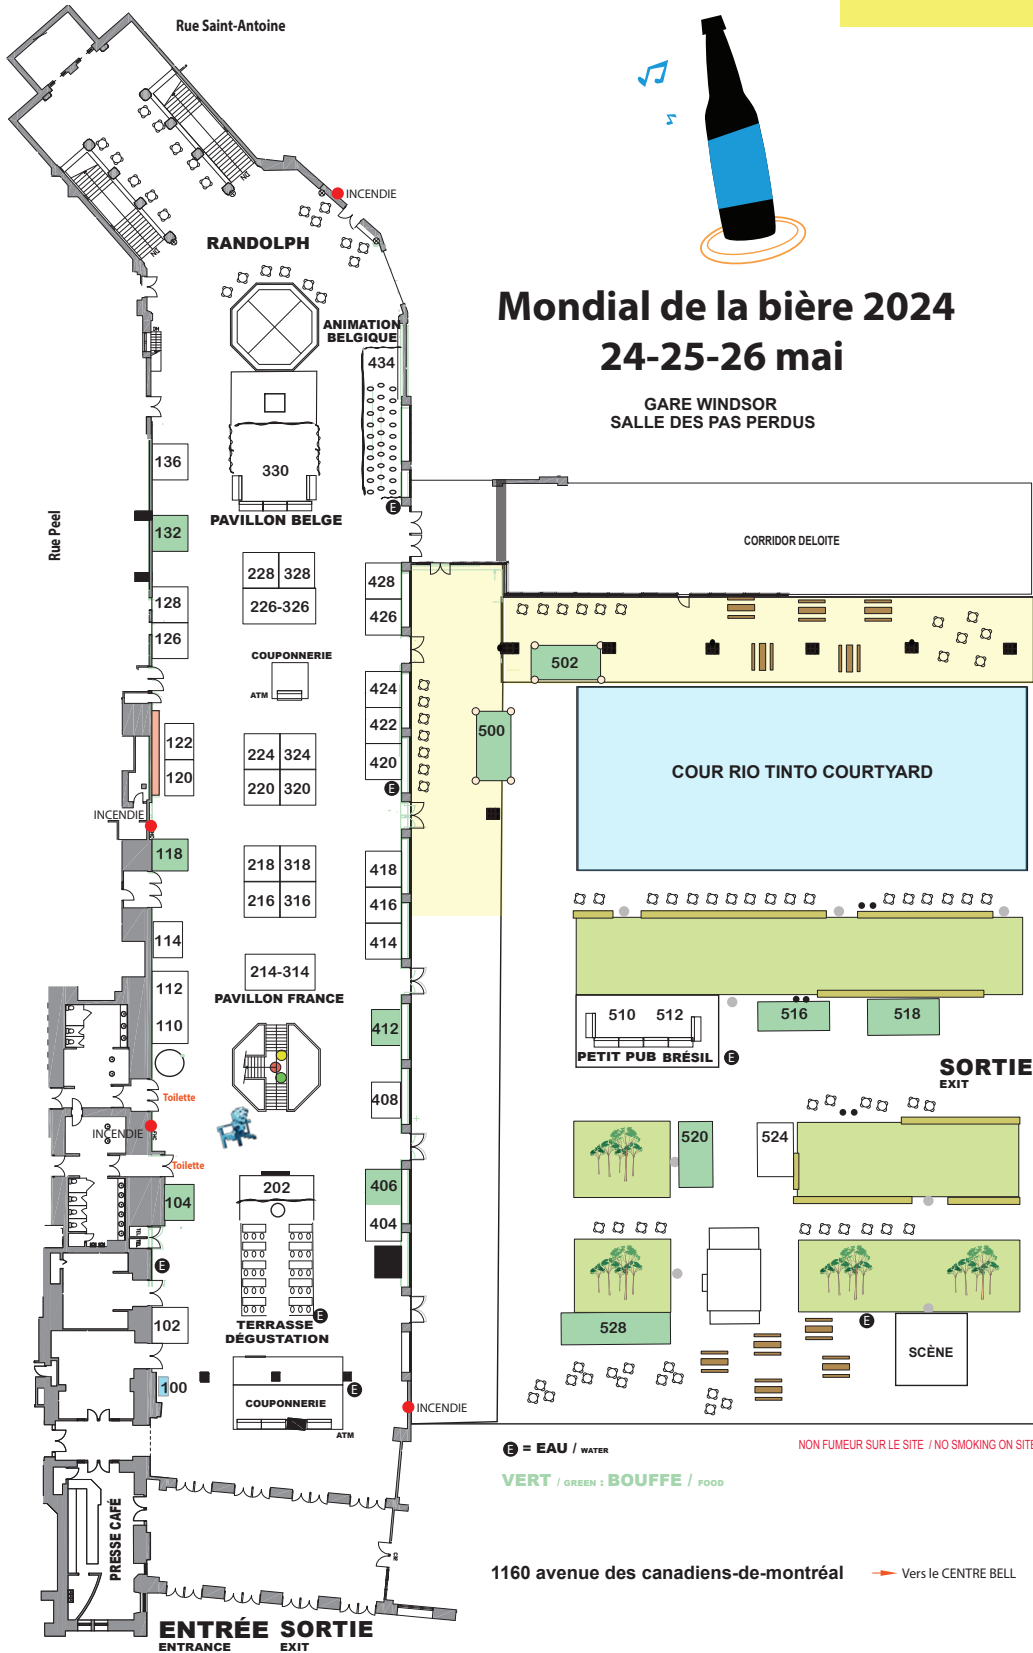 Rue Saint-Antoine
INCENDIE
RANDOLPH
Mondial de la bière 2024
24-25-26 mai
GARE WINDSOR
SALLE DES PAS PERDUS
ANIMATION
BELGIQUE
434
136
330
E
PAVILLON BELGE
Rue Peel
132
CORRIDOR DELOITE
228 328
428
128
226-326
426
126
COUPONNERIE
ATM
502
424
122
422
500
224 324
420
120
220 320
E
COUR RIO TINTO COURTYARD
INCENDIE
118
218 318
418
216 316
416
114
414
214-314
PAVILLON FRANCE
112
110
412
510 512
516
518
PETIT PUB BRÉSIL
E
SORTIE
EXIT
Toilette
408
INCENDIE
520
524
Toilette
104
202
406
404
E
E
TERRASSE
DÉGUSTATION
102
528
E
SCÈNE
100
E
COUPONNERIE
ATM
INCENDIE
E = EAU / WATER
NON FUMEUR SUR LE SITE / NO SMOKING ON SITE
VERT / GREEN : BOUFFE / FOOD
PRESSE CAFÉ
1160 avenue des canadiens-de-montréal
Vers le CENTRE BELL
ENTRÉE
ENTRANCE
SORTIE
EXIT